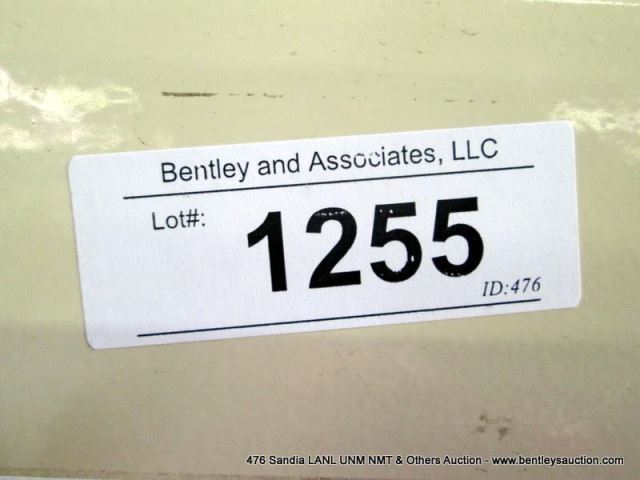 Bentley and Associates, LLC
Lot#:
1255
ID:476
476 Sandia LANL UNM NMT & Others Auction - www.bentleysauction.com